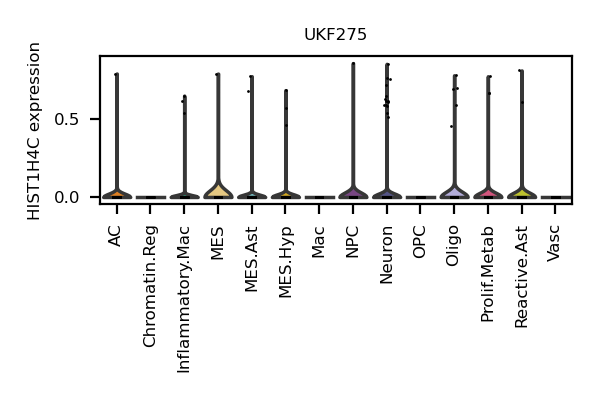 UKF275
HIST1H4C expression
0.5
0.0
AC
Chromatin.Reg
Inflammatory.Mac
MES
MES.Ast
MES.Hyp
Mac
NPC
Neuron
OPC
Oligo
Prolif.Metab
Reactive.Ast
Vasc